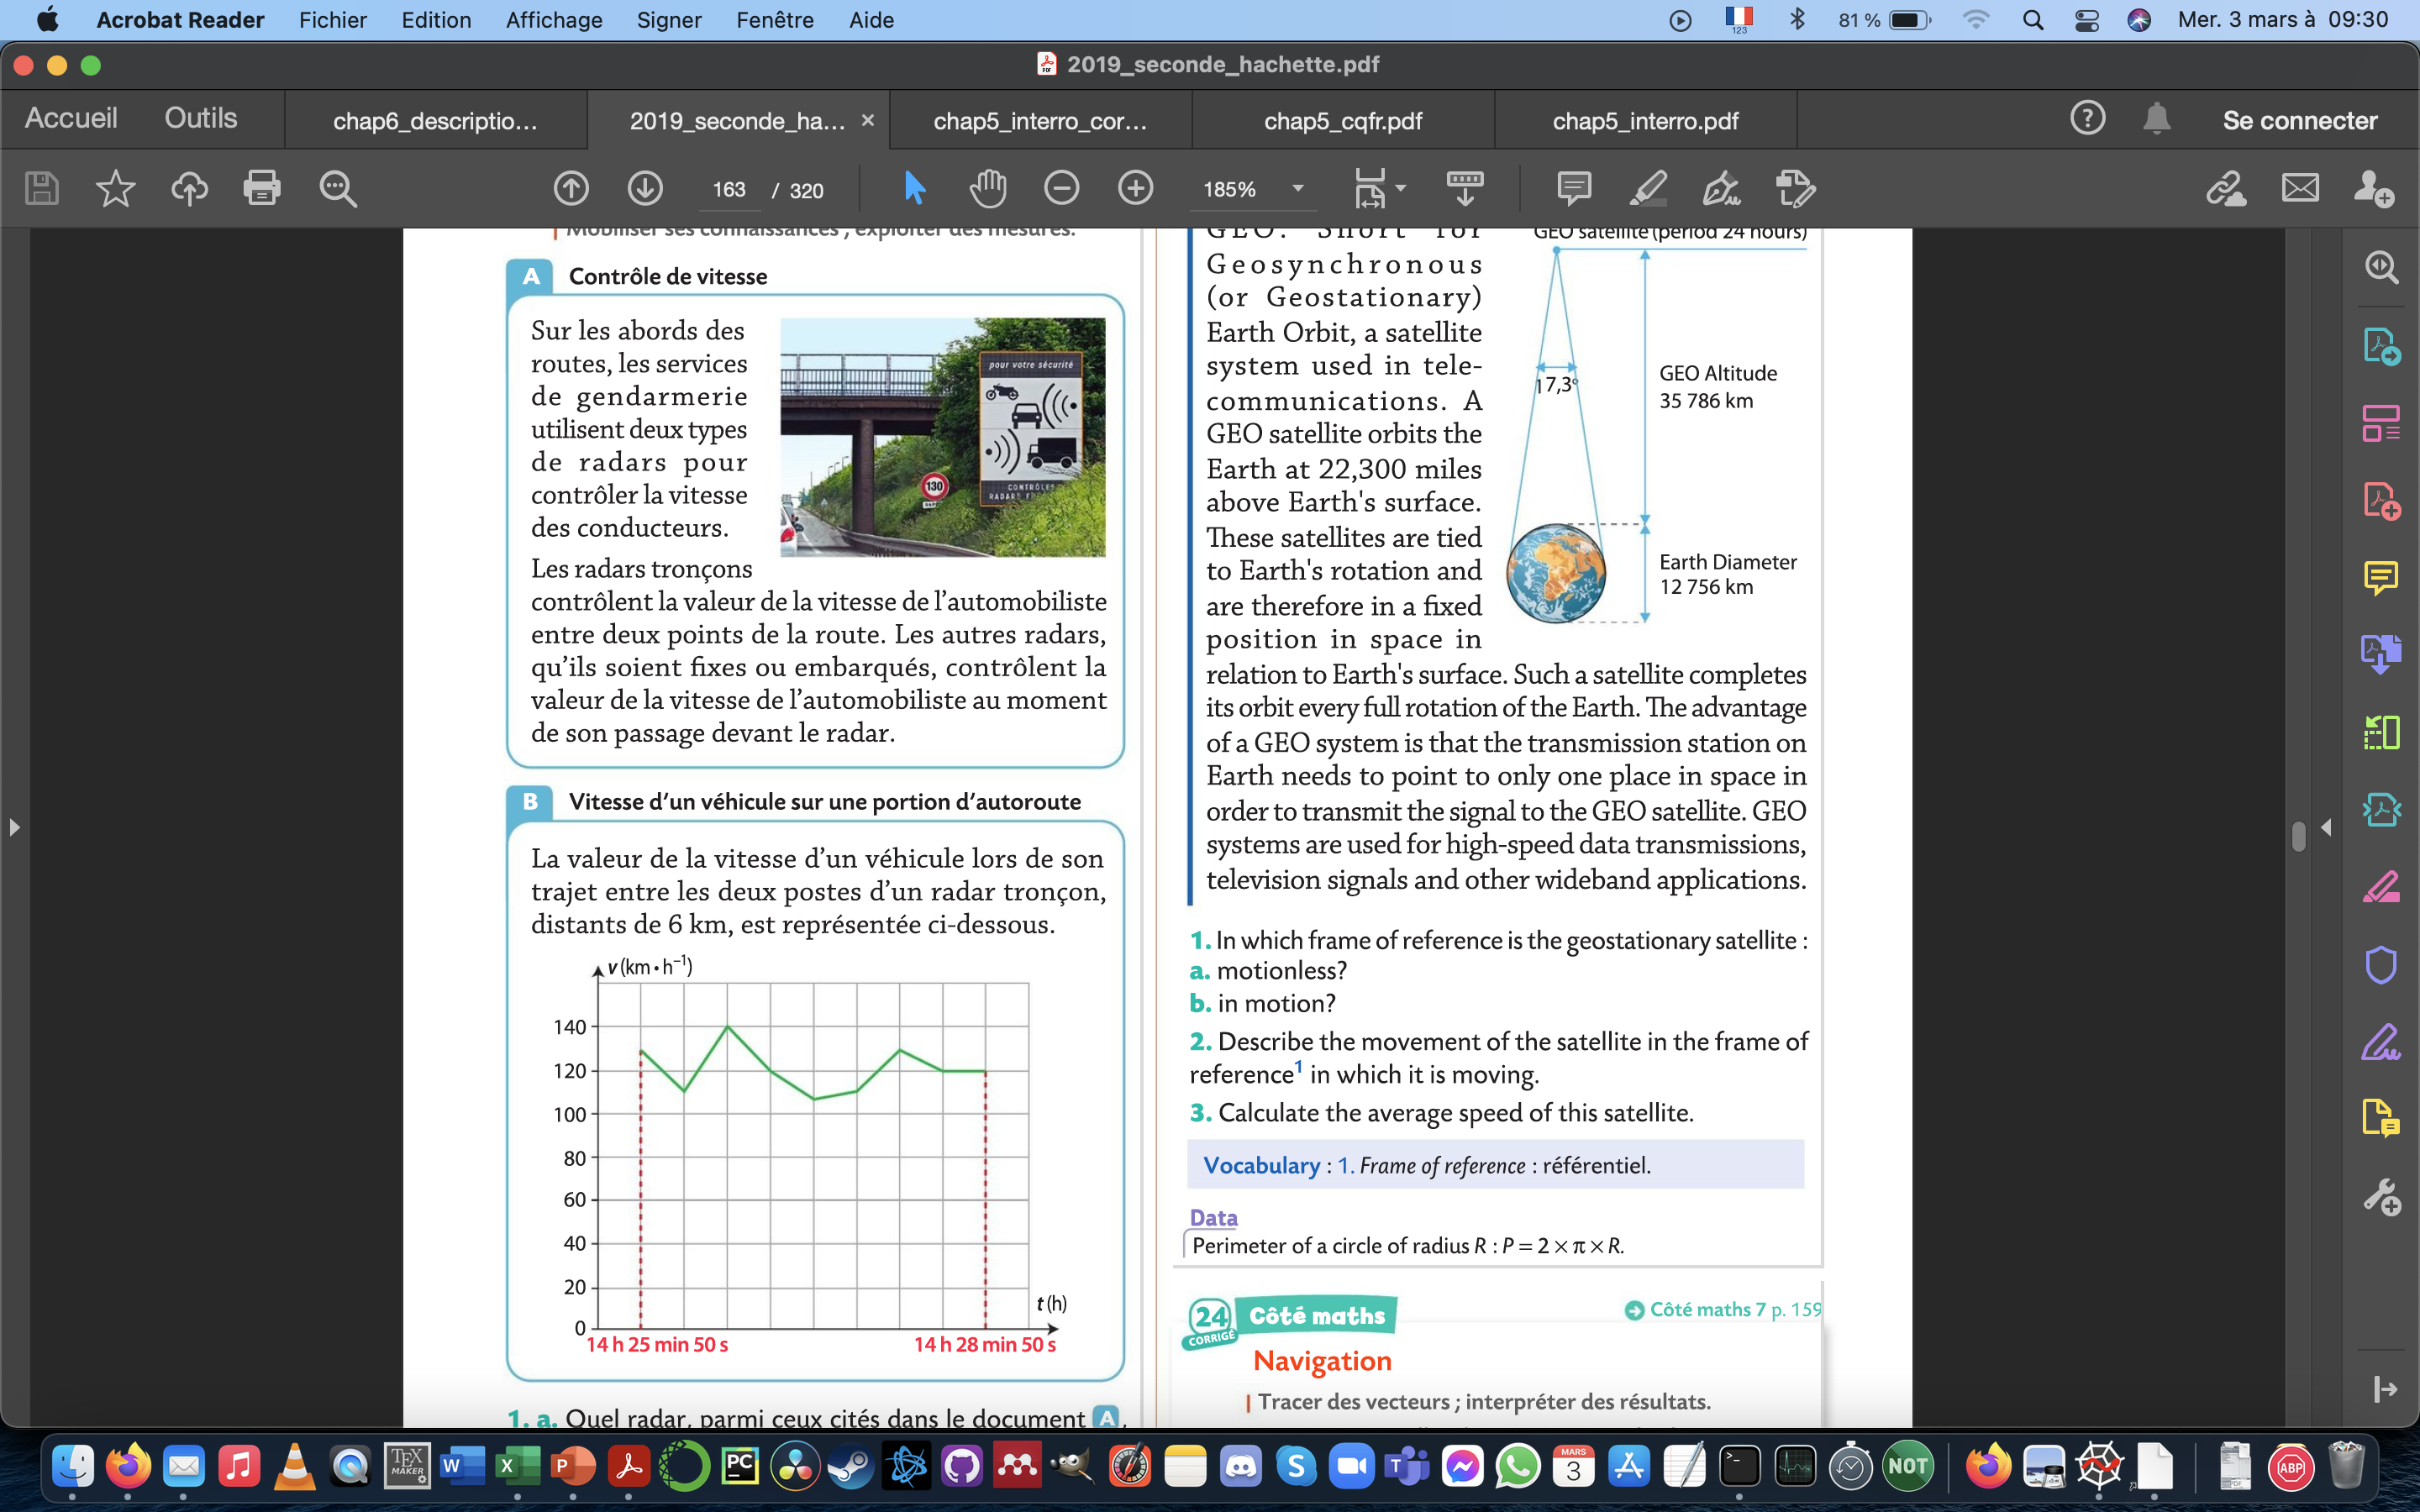 Acrobat Reader Fichier Edition Affichage Signer Fenêtre Aide
123
81 %
Mer. 3 mars à 09:30
2019_seconde_hachette.pdf
Accueil Outils
chap6_descriptio...
2019_seconde_ha... ×
chap5_interro_cor...
chap5_cqfr.pdf
chap5_interro.pdf
Se connecter
163 / 320
185%
Mobiliser ses connaissances ; exploiter des mesures.
A Contrôle de vitesse
Sur les abords des
routes, les services
de gendarmerie
utilisent deux types
de radars pour
contrôler la vitesse
des conducteurs.
pour votre sécurité
130
CONTRÔLES
Les radars tronçons
contrôlent la valeur de la vitesse de l'automobiliste
entre deux points de la route. Les autres radars,
qu'ils soient fixes ou embarqués, contrôlent la
valeur de la vitesse de l'automobiliste au moment
de son passage devant le radar.
B Vitesse d'un véhicule sur une portion d'autoroute
La valeur de la vitesse d'un véhicule lors de son
trajet entre les deux postes d'un radar tronçon,
distants de 6 km, est représentée ci-dessous.
v (km • h⁻¹)
140
120
100
80
60
40
20
0
t (h)
14 h 25 min 50 s
14 h 28 min 50 s
1. a. Quel radar, parmi ceux cités dans le document A,
GEO: Short for
Geosynchronous
(or Geostationary)
Earth Orbit, a satellite
system used in tele-
communications. A
GEO satellite orbits the
Earth at 22,300 miles
above Earth's surface.
These satellites are tied
to Earth's rotation and
are therefore in a fixed
position in space in
relation to Earth's surface. Such a satellite completes
its orbit every full rotation of the Earth. The advantage
of a GEO system is that the transmission station on
Earth needs to point to only one place in space in
order to transmit the signal to the GEO satellite. GEO
systems are used for high-speed data transmissions,
television signals and other wideband applications.
GEO satellite (period 24 hours)
17,3°
GEO Altitude
35 786 km
Earth Diameter
12 756 km
1. In which frame of reference is the geostationary satellite :
a. motionless?
b. in motion?
2. Describe the movement of the satellite in the frame of
reference¹ in which it is moving.
3. Calculate the average speed of this satellite.
Vocabulary : 1. Frame of reference : référentiel.
Data
Perimeter of a circle of radius R : P = 2 × π × R.
24 Côté maths
CORRIGÉ
Côté maths 7 p. 159
Navigation
Tracer des vecteurs ; interpréter des résultats.
TEX
MAKER
W
X
P
PC
S
T
MARS
3
NOT
ABP